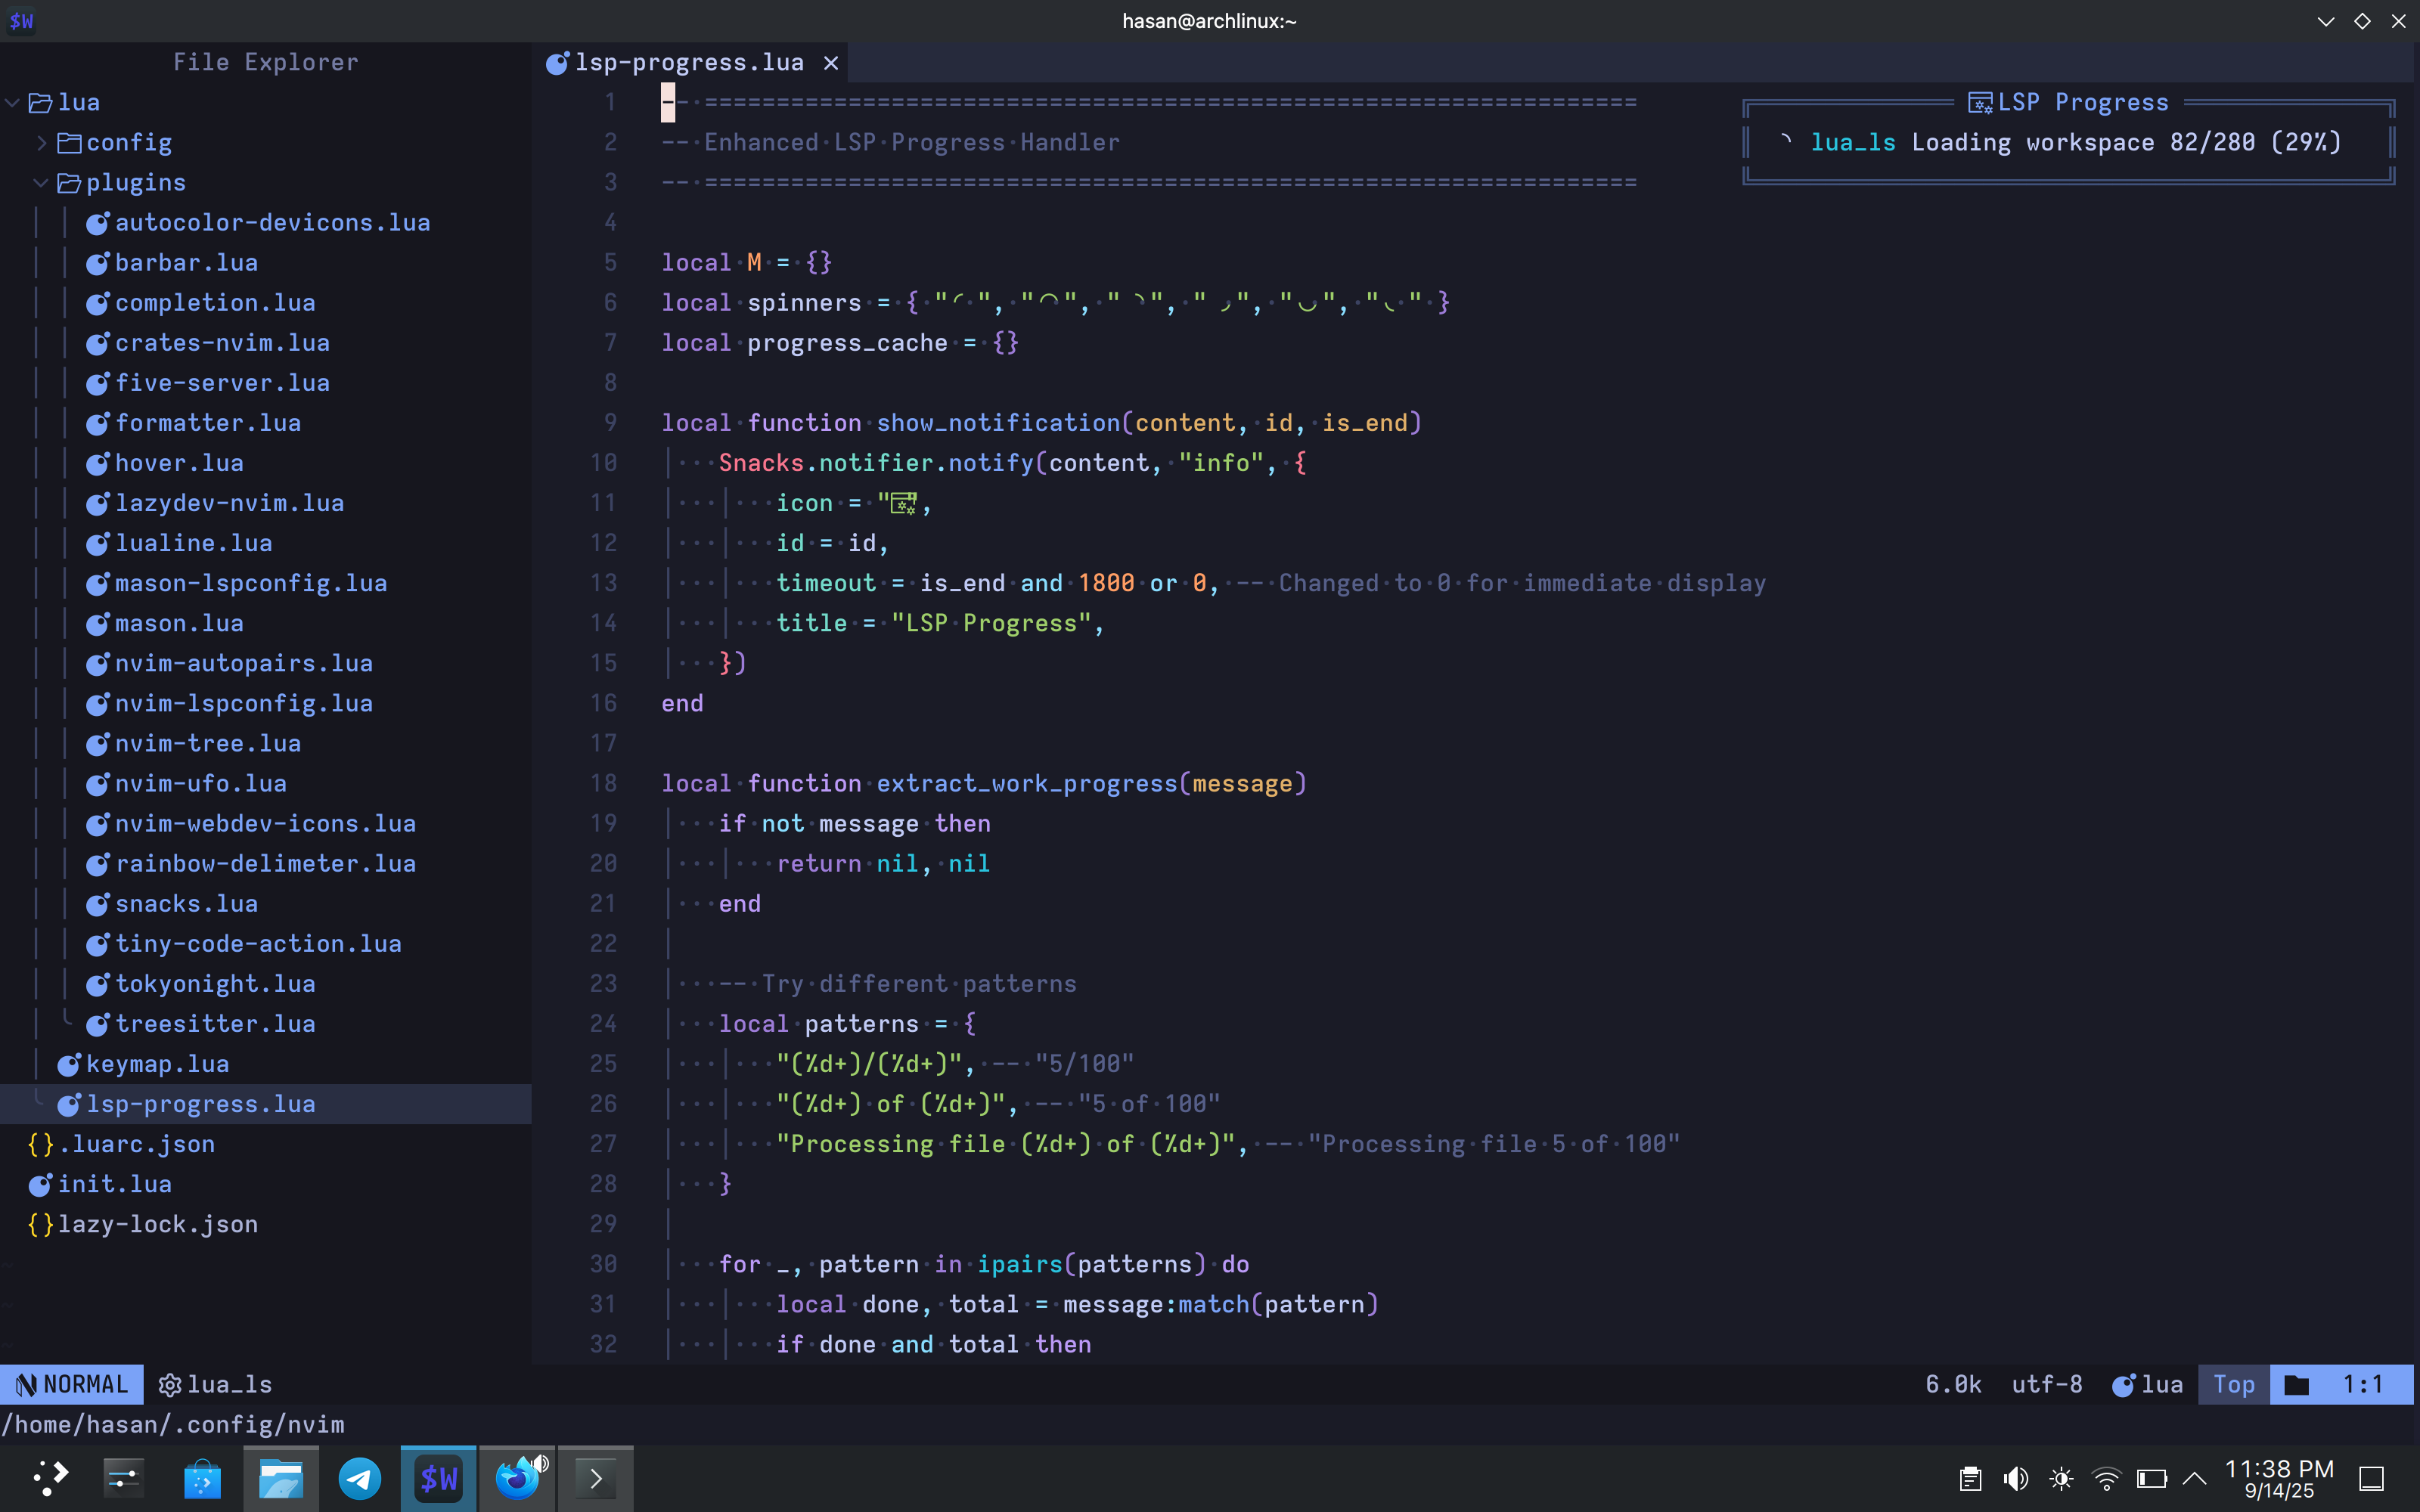 $W
hasan@archlinux:~
File Explorer
lua
config
plugins
autocolor-devicons.lua
barbar.lua
completion.lua
crates-nvim.lua
five-server.lua
formatter.lua
hover.lua
lazydev-nvim.lua
lualine.lua
mason-lspconfig.lua
mason.lua
nvim-autopairs.lua
nvim-lspconfig.lua
nvim-tree.lua
nvim-ufo.lua
nvim-webdev-icons.lua
rainbow-delimeter.lua
snacks.lua
tiny-code-action.lua
tokyonight.lua
treesitter.lua
keymap.lua
lsp-progress.lua
{} .luarc.json
init.lua
{} lazy-lock.json
lsp-progress.lua ×
1 -- =================================================================
2 -- Enhanced LSP Progress Handler
3 -- =================================================================
4
5 local M = {}
6 local spinners = { "◜ ", "◠ ", " ◝", " ◞", "◡ ", "◟ " }
7 local progress_cache = {}
8
9 local function show_notification(content, id, is_end)
10 Snacks.notifier.notify(content, "info", {
11 icon = "",
12 id = id,
13 timeout = is_end and 1800 or 0, -- Changed to 0 for immediate display
14 title = "LSP Progress",
15 })
16 end
17
18 local function extract_work_progress(message)
19 if not message then
20 return nil, nil
21 end
22
23 -- Try different patterns
24 local patterns = {
25 "(%d+)/(%d+)", -- "5/100"
26 "(%d+) of (%d+)", -- "5 of 100"
27 "Processing file (%d+) of (%d+)", -- "Processing file 5 of 100"
28 }
29
30 for _, pattern in ipairs(patterns) do
31 local done, total = message:match(pattern)
32 if done and total then
LSP Progress
◝ lua_ls Loading workspace 82/280 (29%)
NORMAL lua_ls 6.0k utf-8 lua Top 1:1
/home/hasan/.config/nvim
$W
11:38 PM
9/14/25